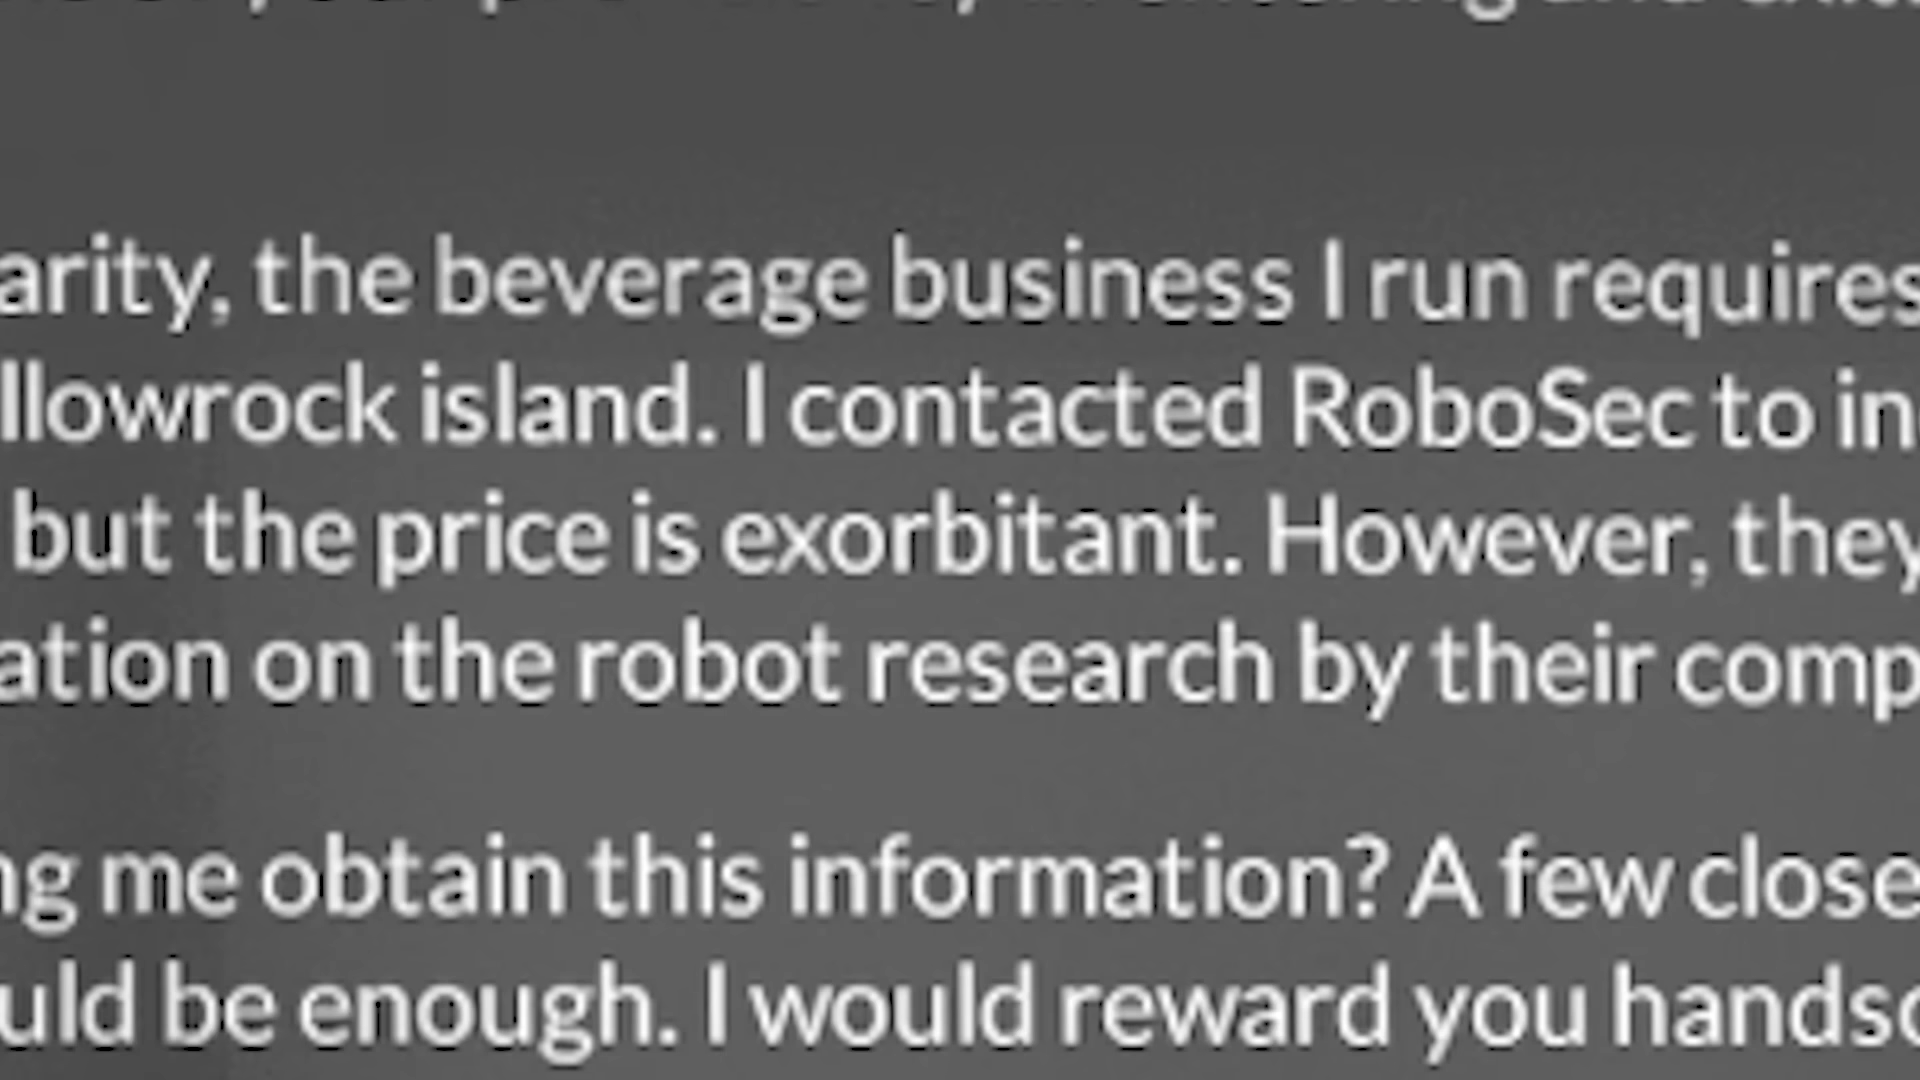 arity, the beverage business I run requires
llowrock island. I contacted RoboSec to in
but the price is exorbitant. However, they
ation on the robot research by their comp
ng me obtain this information? A few close
uld be enough. I would reward you handso